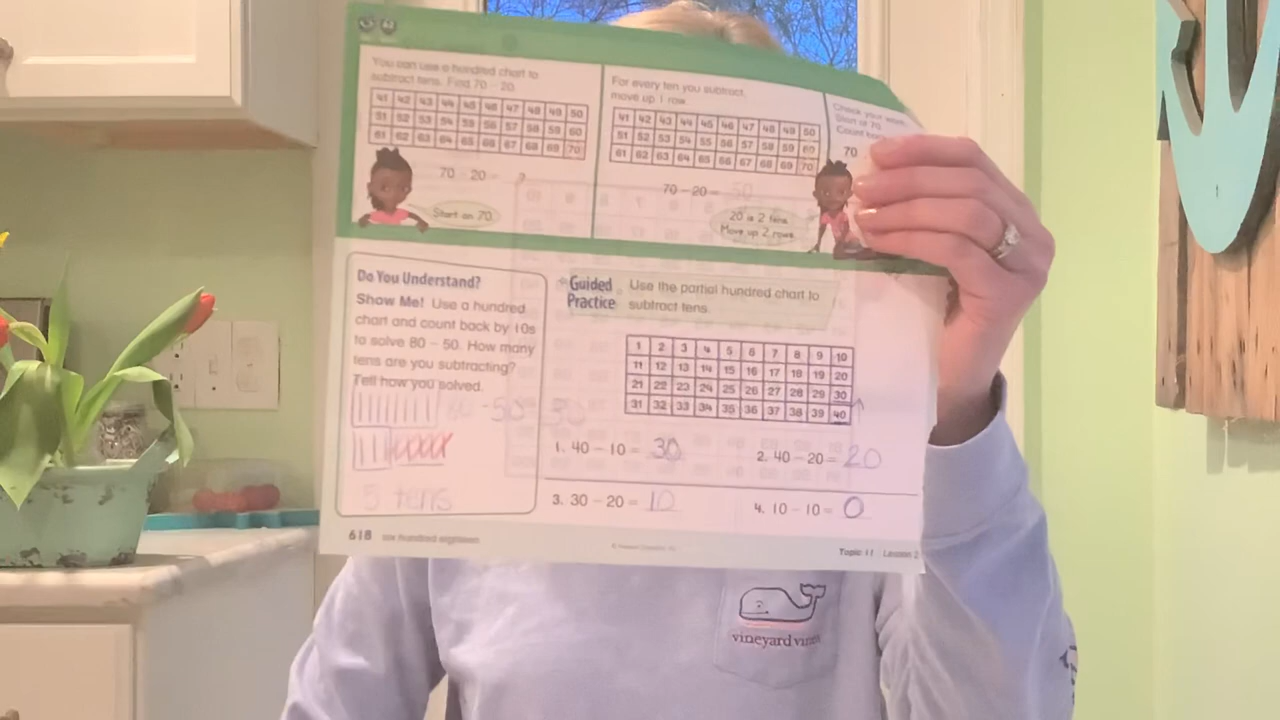 You can use a hundred chart to
subtract tens. Find 70 - 20.
41 42 43 44 45 46 47 48 49 50
51 52 53 54 55 56 57 58 59 60
61 62 63 64 65 66 67 68 69 70
70 - 20 = ?
Start on 70.
For every ten you subtract,
move up 1 row.
41 42 43 44 45 46 47 48 49 50
51 52 53 54 55 56 57 58 59 60
61 62 63 64 65 66 67 68 69 70
70 - 20 = 50
20 is 2 tens.
Move up 2 rows.
Check your work.
Start at 70.
Count
70
Do You Understand?
Show Me! Use a hundred
chart and count back by 10s
to solve 80 - 50. How many
tens are you subtracting?
Tell how you solved.
5 tens
Guided
Practice
Use the partial hundred chart to
subtract tens.
1 2 3 4 5 6 7 8 9 10
11 12 13 14 15 16 17 18 19 20
21 22 23 24 25 26 27 28 29 30
31 32 33 34 35 36 37 38 39 40
1. 40 - 10 = 30
2. 40 - 20 = 20
3. 30 - 20 = 10
4. 10 - 10 = 0
618 six hundred eighteen
Topic 11 Lesson 2
vineyard vines